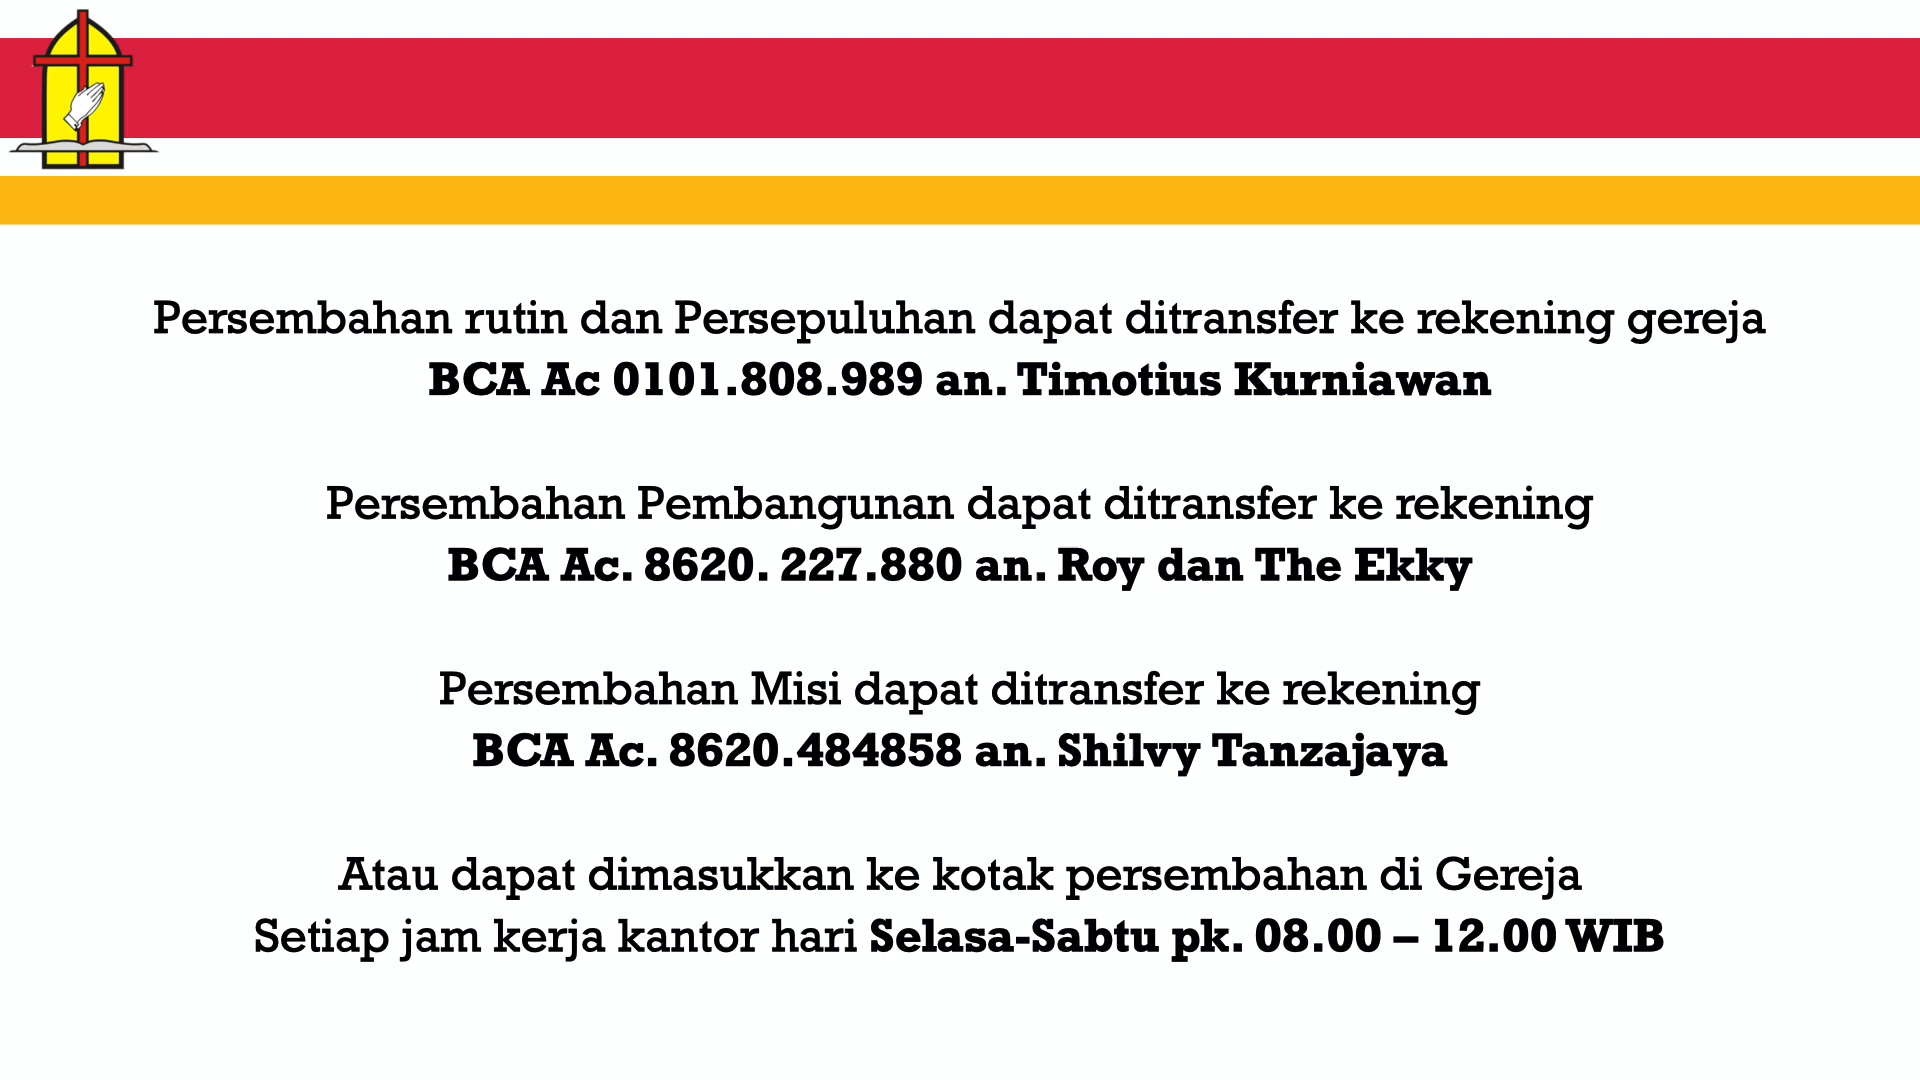 Persembahan rutin dan Persepuluhan dapat ditransfer ke rekening gereja
BCA Ac 0101.808.989 an. Timotius Kurniawan
Persembahan Pembangunan dapat ditransfer ke rekening
BCA Ac. 8620. 227.880 an. Roy dan The Ekky
Persembahan Misi dapat ditransfer ke rekening
BCA Ac. 8620.484858 an. Shilvy Tanzajaya
Atau dapat dimasukkan ke kotak persembahan di Gereja
Setiap jam kerja kantor hari Selasa-Sabtu pk. 08.00 – 12.00 WIB